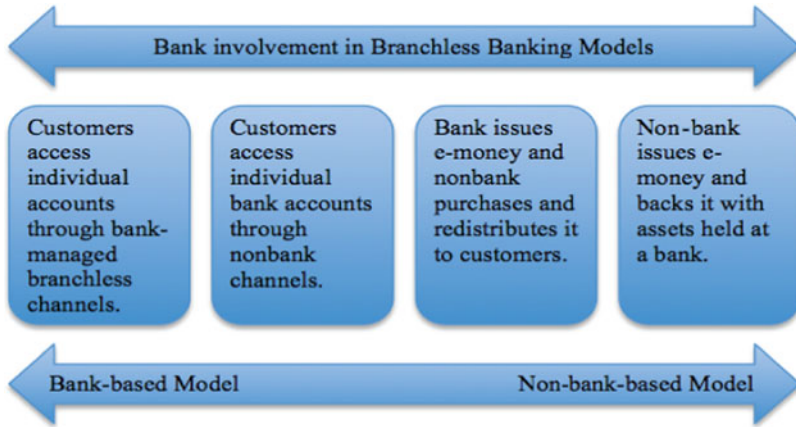 Bank involvement in Branchless Banking Models
Customers
access
individual
accounts
through bank-
managed
branchless
channels.
Customers
access
individual
bank accounts
through
nonbank
channels.
Bank issues
e-money and
nonbank
purchases and
redistributes it
to customers.
Non-bank
issues e-
money and
backs it with
assets held at
a bank.
Bank-based Model
Non-bank-based Model